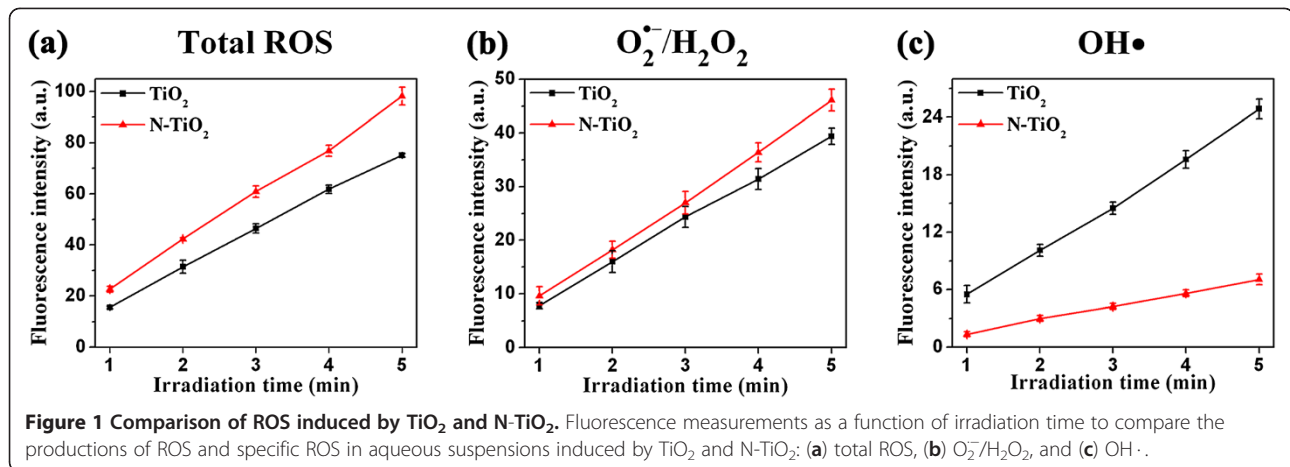 (a) Total ROS
Fluorescence intensity (a.u.)
100
80
60
40
20
0
TiO₂
N-TiO₂
1 2 3 4 5
Irradiation time (min)
(b) O₂•⁻/H₂O₂
Fluorescence intensity (a.u.)
50
40
30
20
10
0
TiO₂
N-TiO₂
1 2 3 4 5
Irradiation time (min)
(c) OH•
Fluorescence intensity (a.u.)
24
18
12
6
0
TiO₂
N-TiO₂
1 2 3 4 5
Irradiation time (min)
Figure 1 Comparison of ROS induced by TiO₂ and N-TiO₂. Fluorescence measurements as a function of irradiation time to compare the
productions of ROS and specific ROS in aqueous suspensions induced by TiO₂ and N-TiO₂: (a) total ROS, (b) O₂•⁻/H₂O₂, and (c) OH ·.